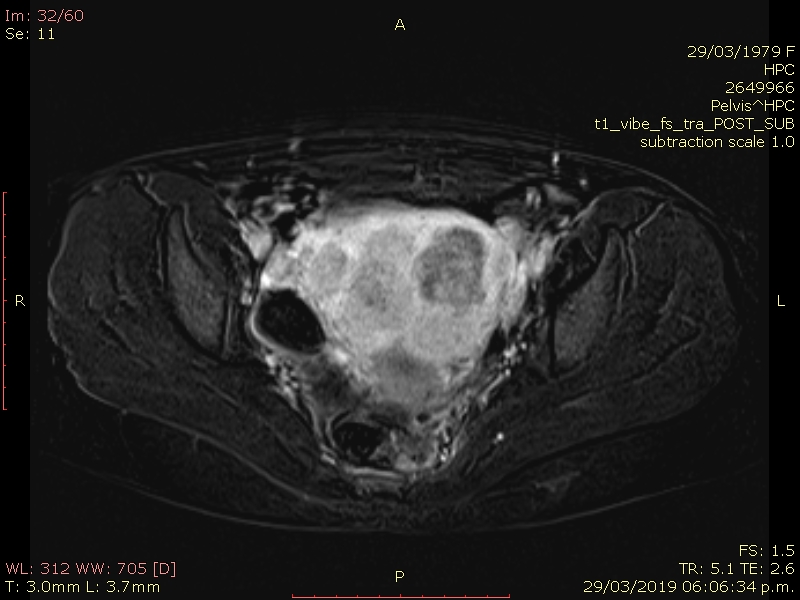 Im: 32/60
Se: 11
A
29/03/1979 F
HPC
2649966
Pelvis^HPC
t1_vibe_fs_tra_POST_SUB
subtraction scale 1.0
R
L
WL: 312 WW: 705 [D]
T: 3.0mm L: 3.7mm
P
FS: 1.5
TR: 5.1 TE: 2.6
29/03/2019 06:06:34 p.m.